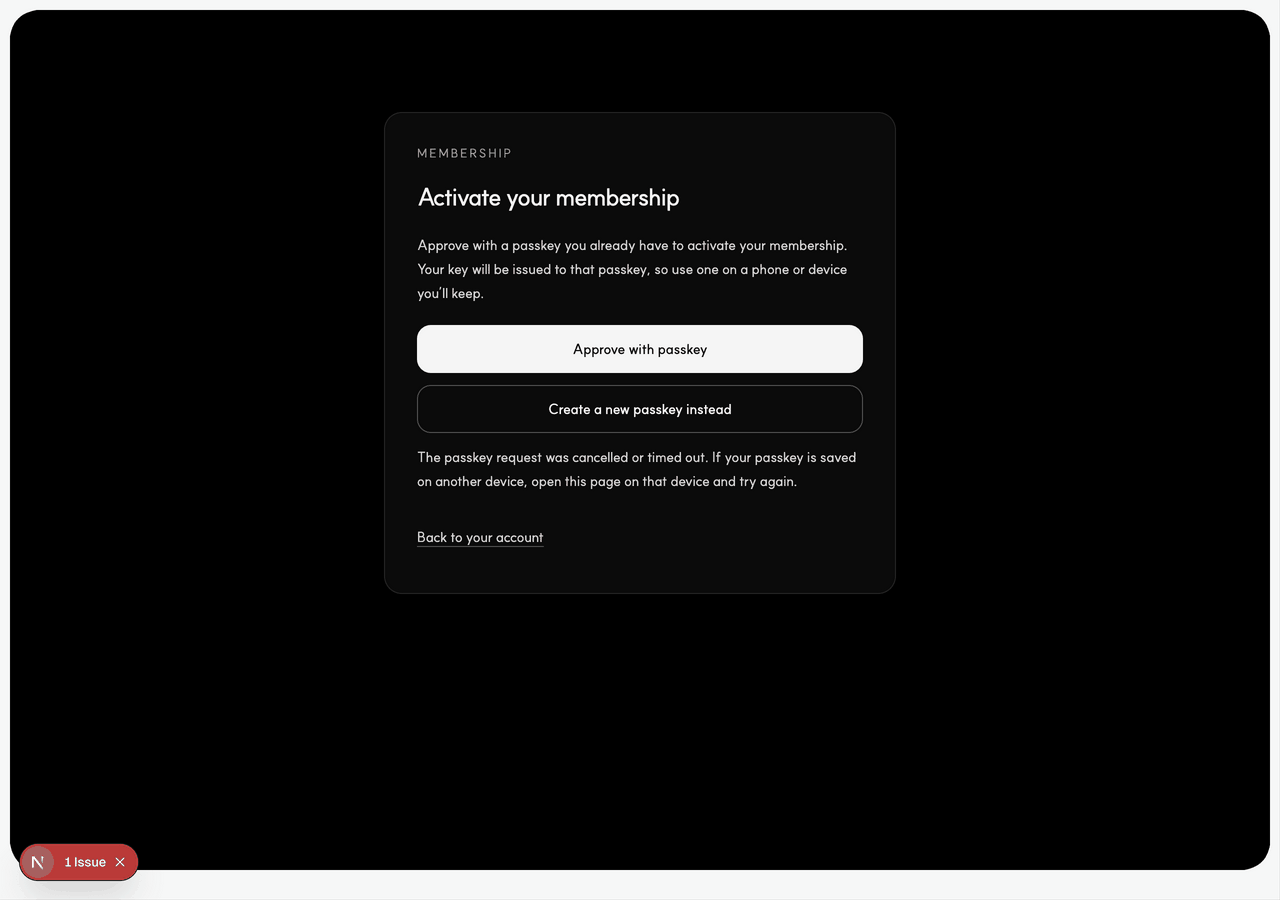 MEMBERSHIP
Activate your membership
Approve with a passkey you already have to activate your membership.
Your key will be issued to that passkey, so use one on a phone or device
you'll keep.
Approve with passkey
Create a new passkey instead
The passkey request was cancelled or timed out. If your passkey is saved
on another device, open this page on that device and try again.
Back to your account
N 1 Issue